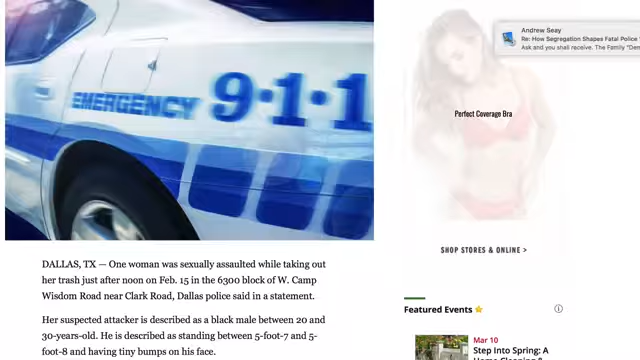 EMERGENCY 9·1·1
DALLAS, TX — One woman was sexually assaulted while taking out
her trash just after noon on Feb. 15 in the 6300 block of W. Camp
Wisdom Road near Clark Road, Dallas police said in a statement.
Her suspected attacker is described as a black male between 20 and
30-years-old. He is described as standing between 5-foot-7 and 5-
foot-8 and having tiny bumps on his face.
Andrew Seay
Re: How Segregation Shapes Fatal Police
Ask and you shall receive. The Family "Dem
Perfect Coverage Bra
SHOP STORES & ONLINE >
Featured Events
Mar 10
Step Into Spring: A
Home Cleaning &